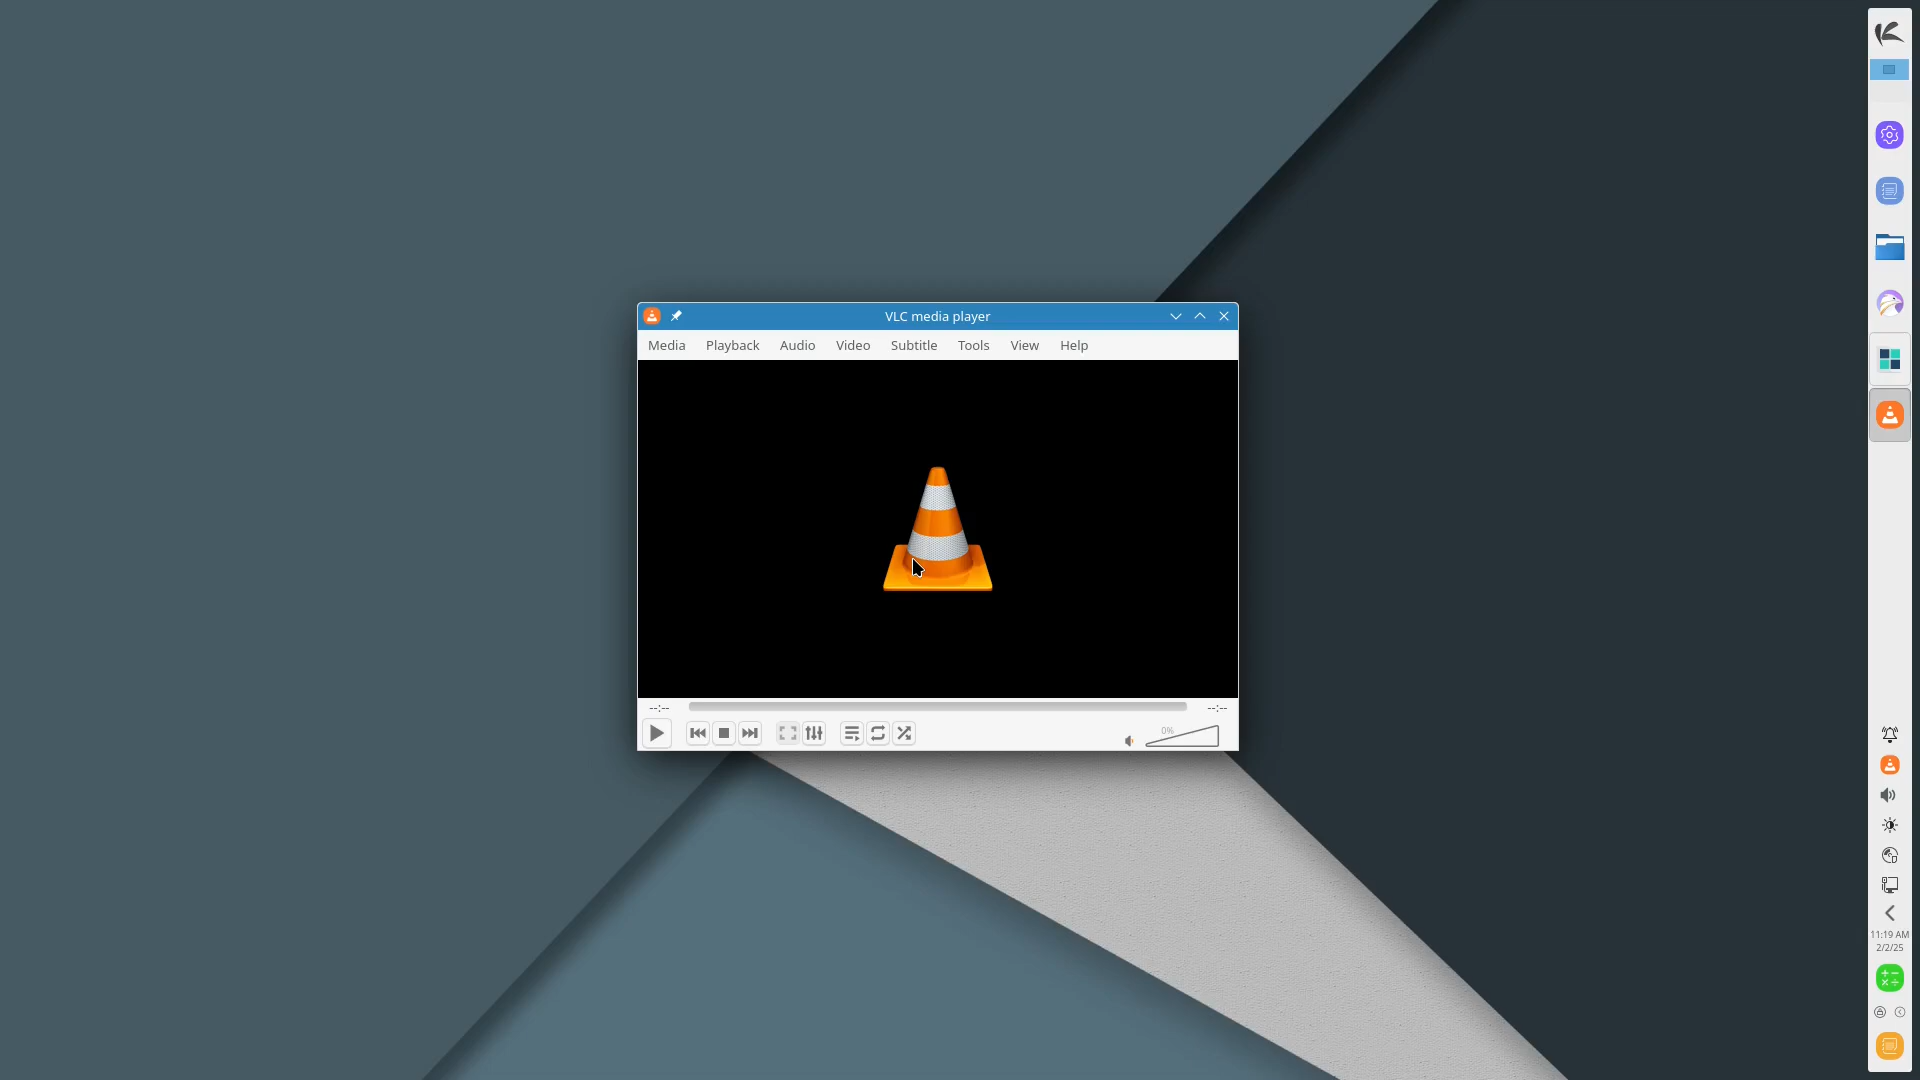 VLC media player
Media Playback Audio Video Subtitle Tools View Help
--:-- --:--
0%
11:19 AM
2/2/25